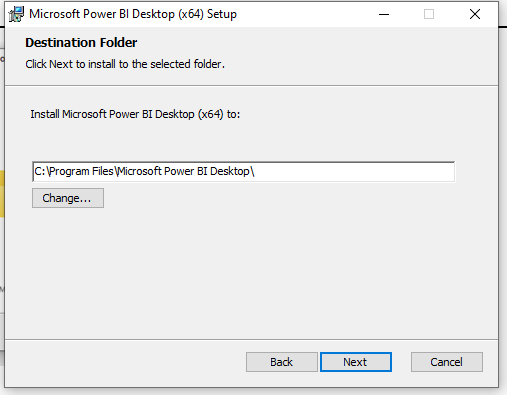 Microsoft Power BI Desktop (x64) Setup
Destination Folder
Click Next to install to the selected folder.
Install Microsoft Power BI Desktop (x64) to:
C:\Program Files\Microsoft Power BI Desktop\
Change...
Back Next Cancel